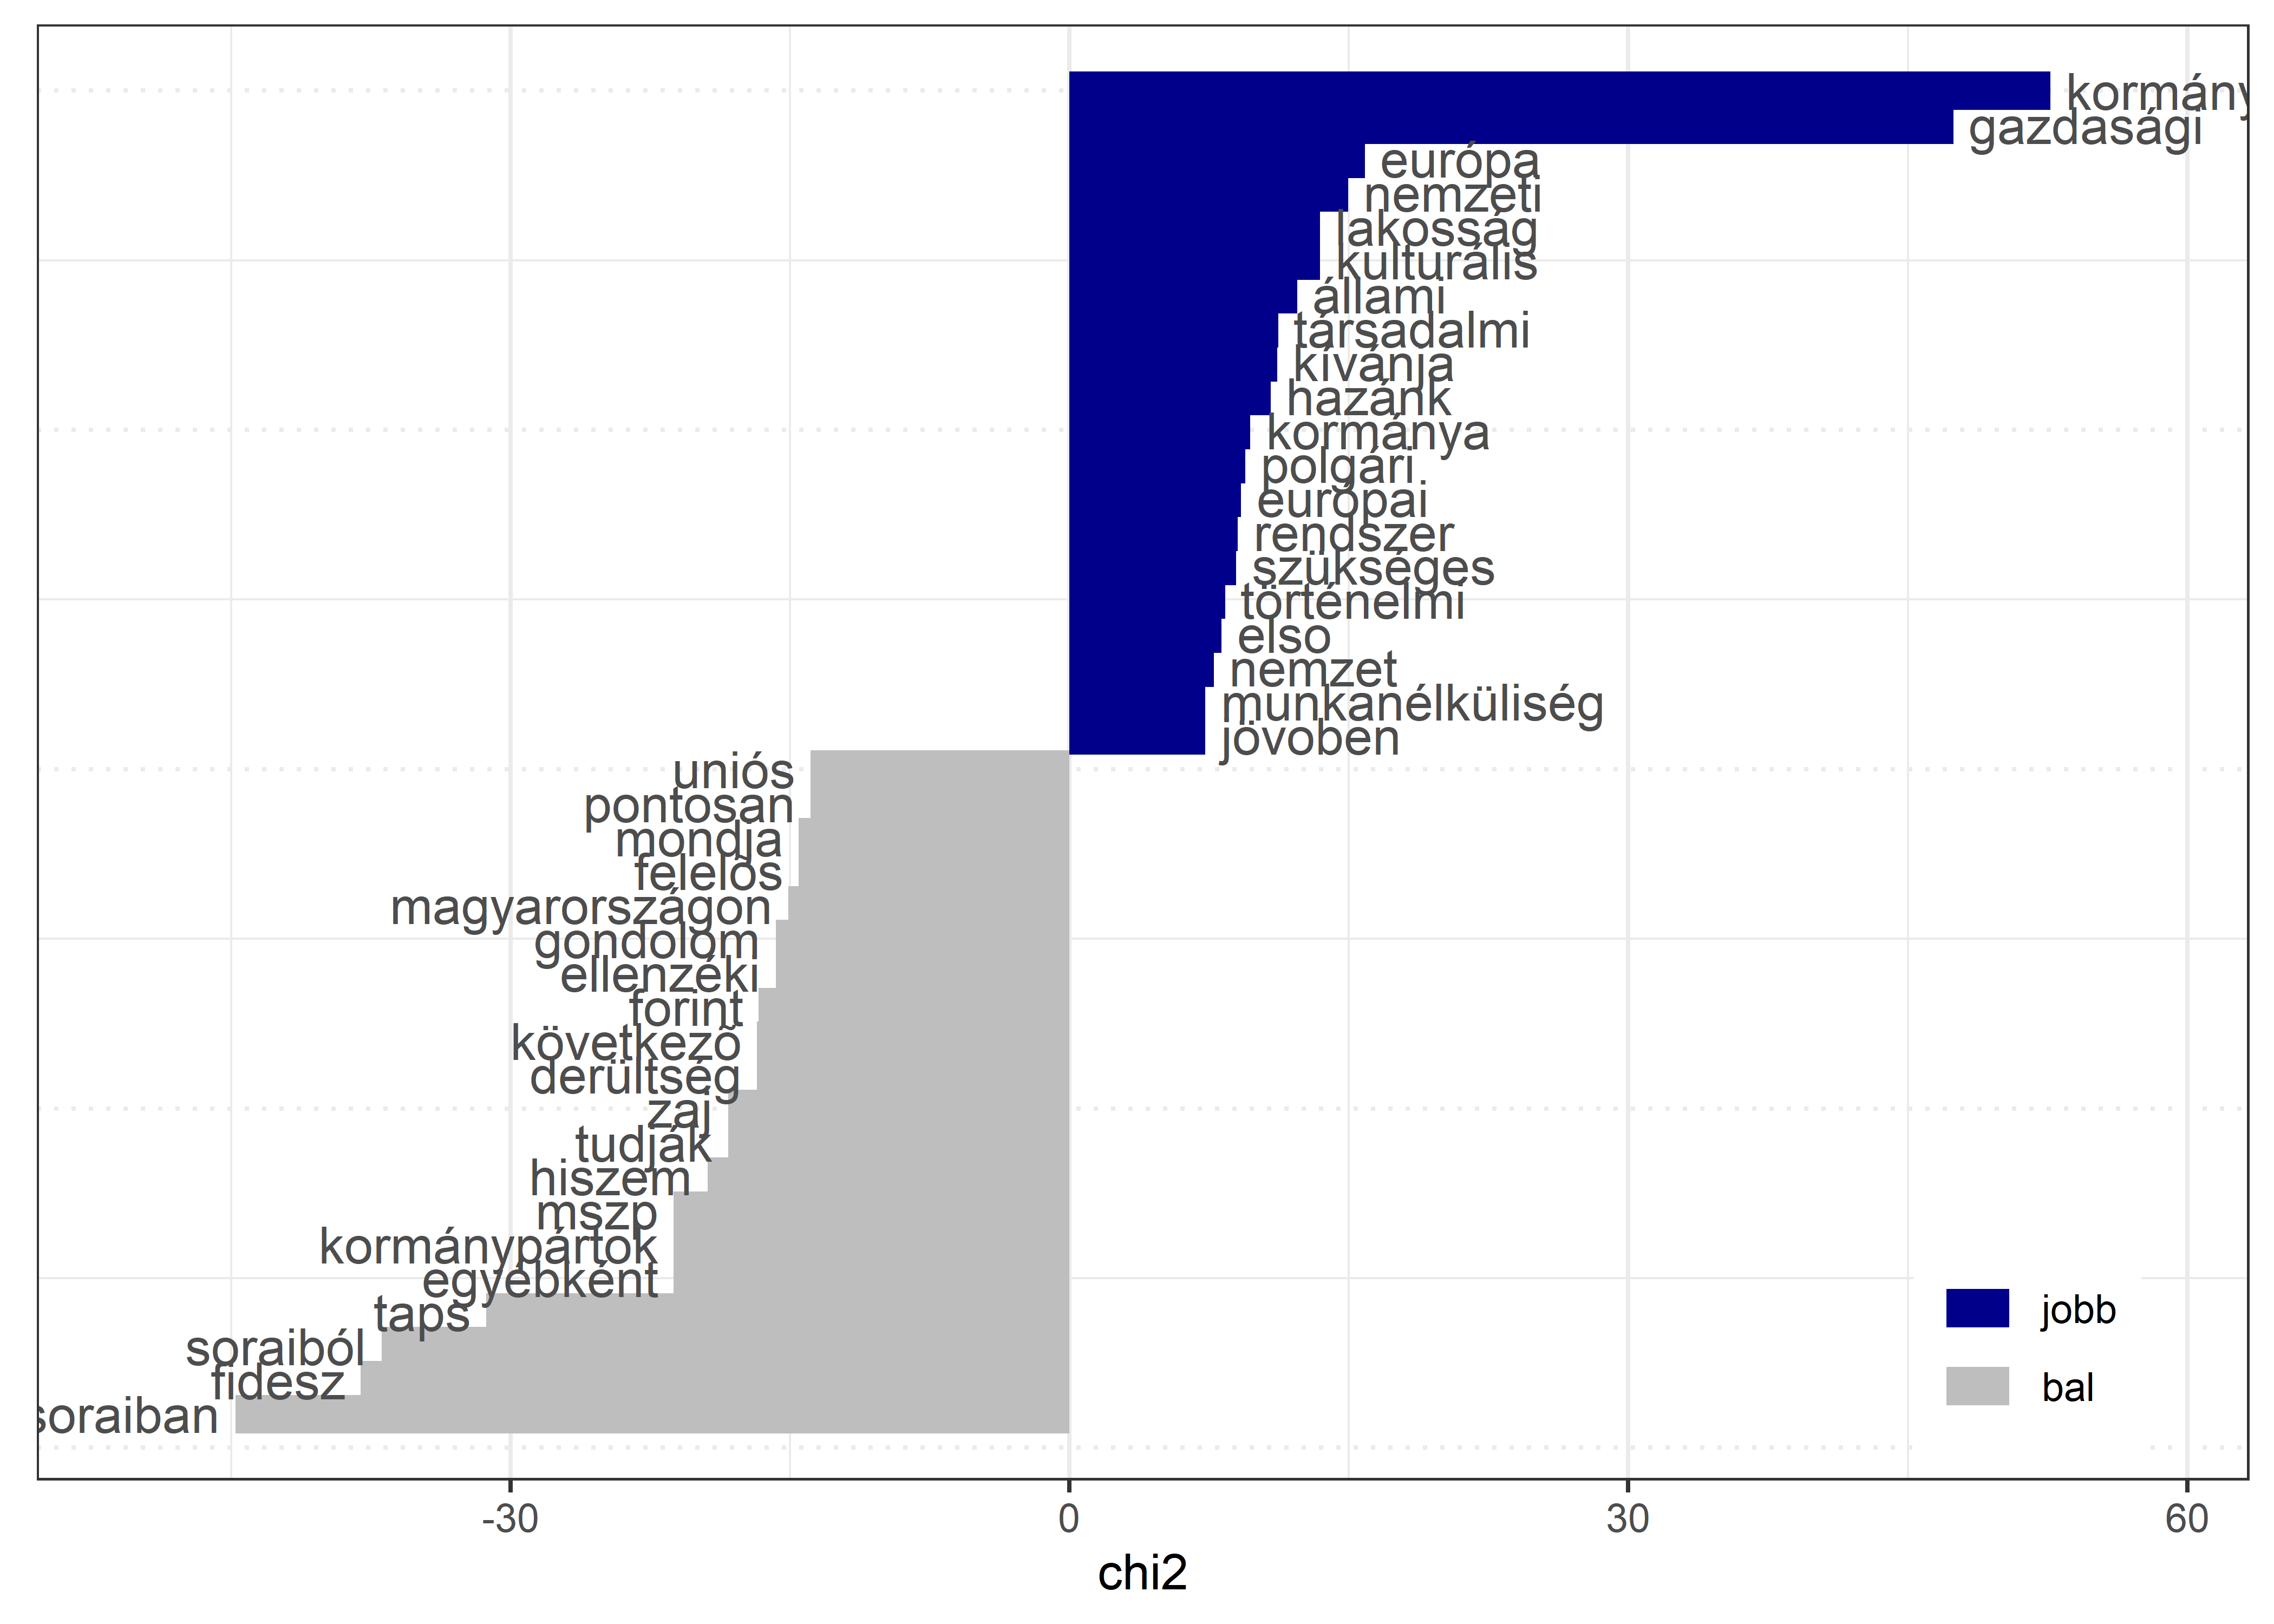 kormány
gazdasági
európa
nemzeti
lakosság
kulturális
állami
társadalmi
kívánja
hazánk
kormánya
polgári
európai
rendszer
szükséges
történelmi
elso
nemzet
munkanélküliség
jövoben
uniós
pontosan
mondja
felelõs
magyarországon
gondolom
ellenzéki
forint
következõ
derültség
zaj
tudják
hiszem
mszp
kormánypártok
egyébként
taps
soraiból
fidesz
soraiban
jobb
bal
-30
0
30
60
chi2